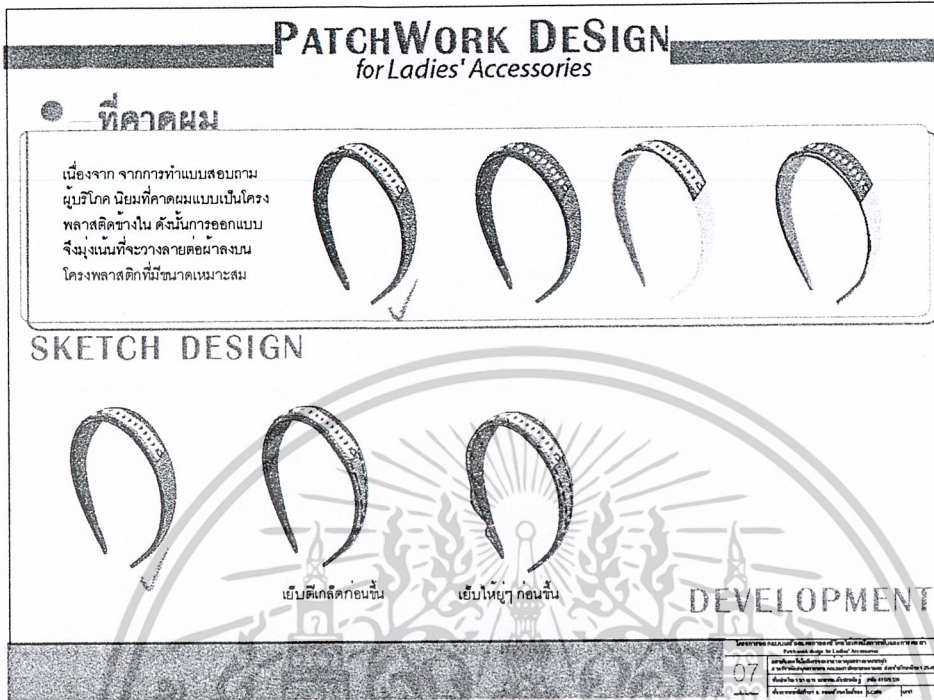 PATCHWORK DESIGN
for Ladies' Accessories
ที่คาดผม
เนื่องจาก จากการทำแบบสอบถาม
ผู้บริโภค นิยมที่คาดผมแบบเป็นโครง
พลาสติดข้างใน ดังนั้นการออกแบบ
จึงมุ่งเน้นที่จะวางลายต่อผ้าลงบน
โครงพลาสติกที่มีขนาดเหมาะสม
SKETCH DESIGN
เย็บตีเกล็ดก่อนขึ้น
เย็บให้ยู่ๆ ก่อนขึ้น
DEVELOPMENT
Patchwork design for Ladies' Accessories
07